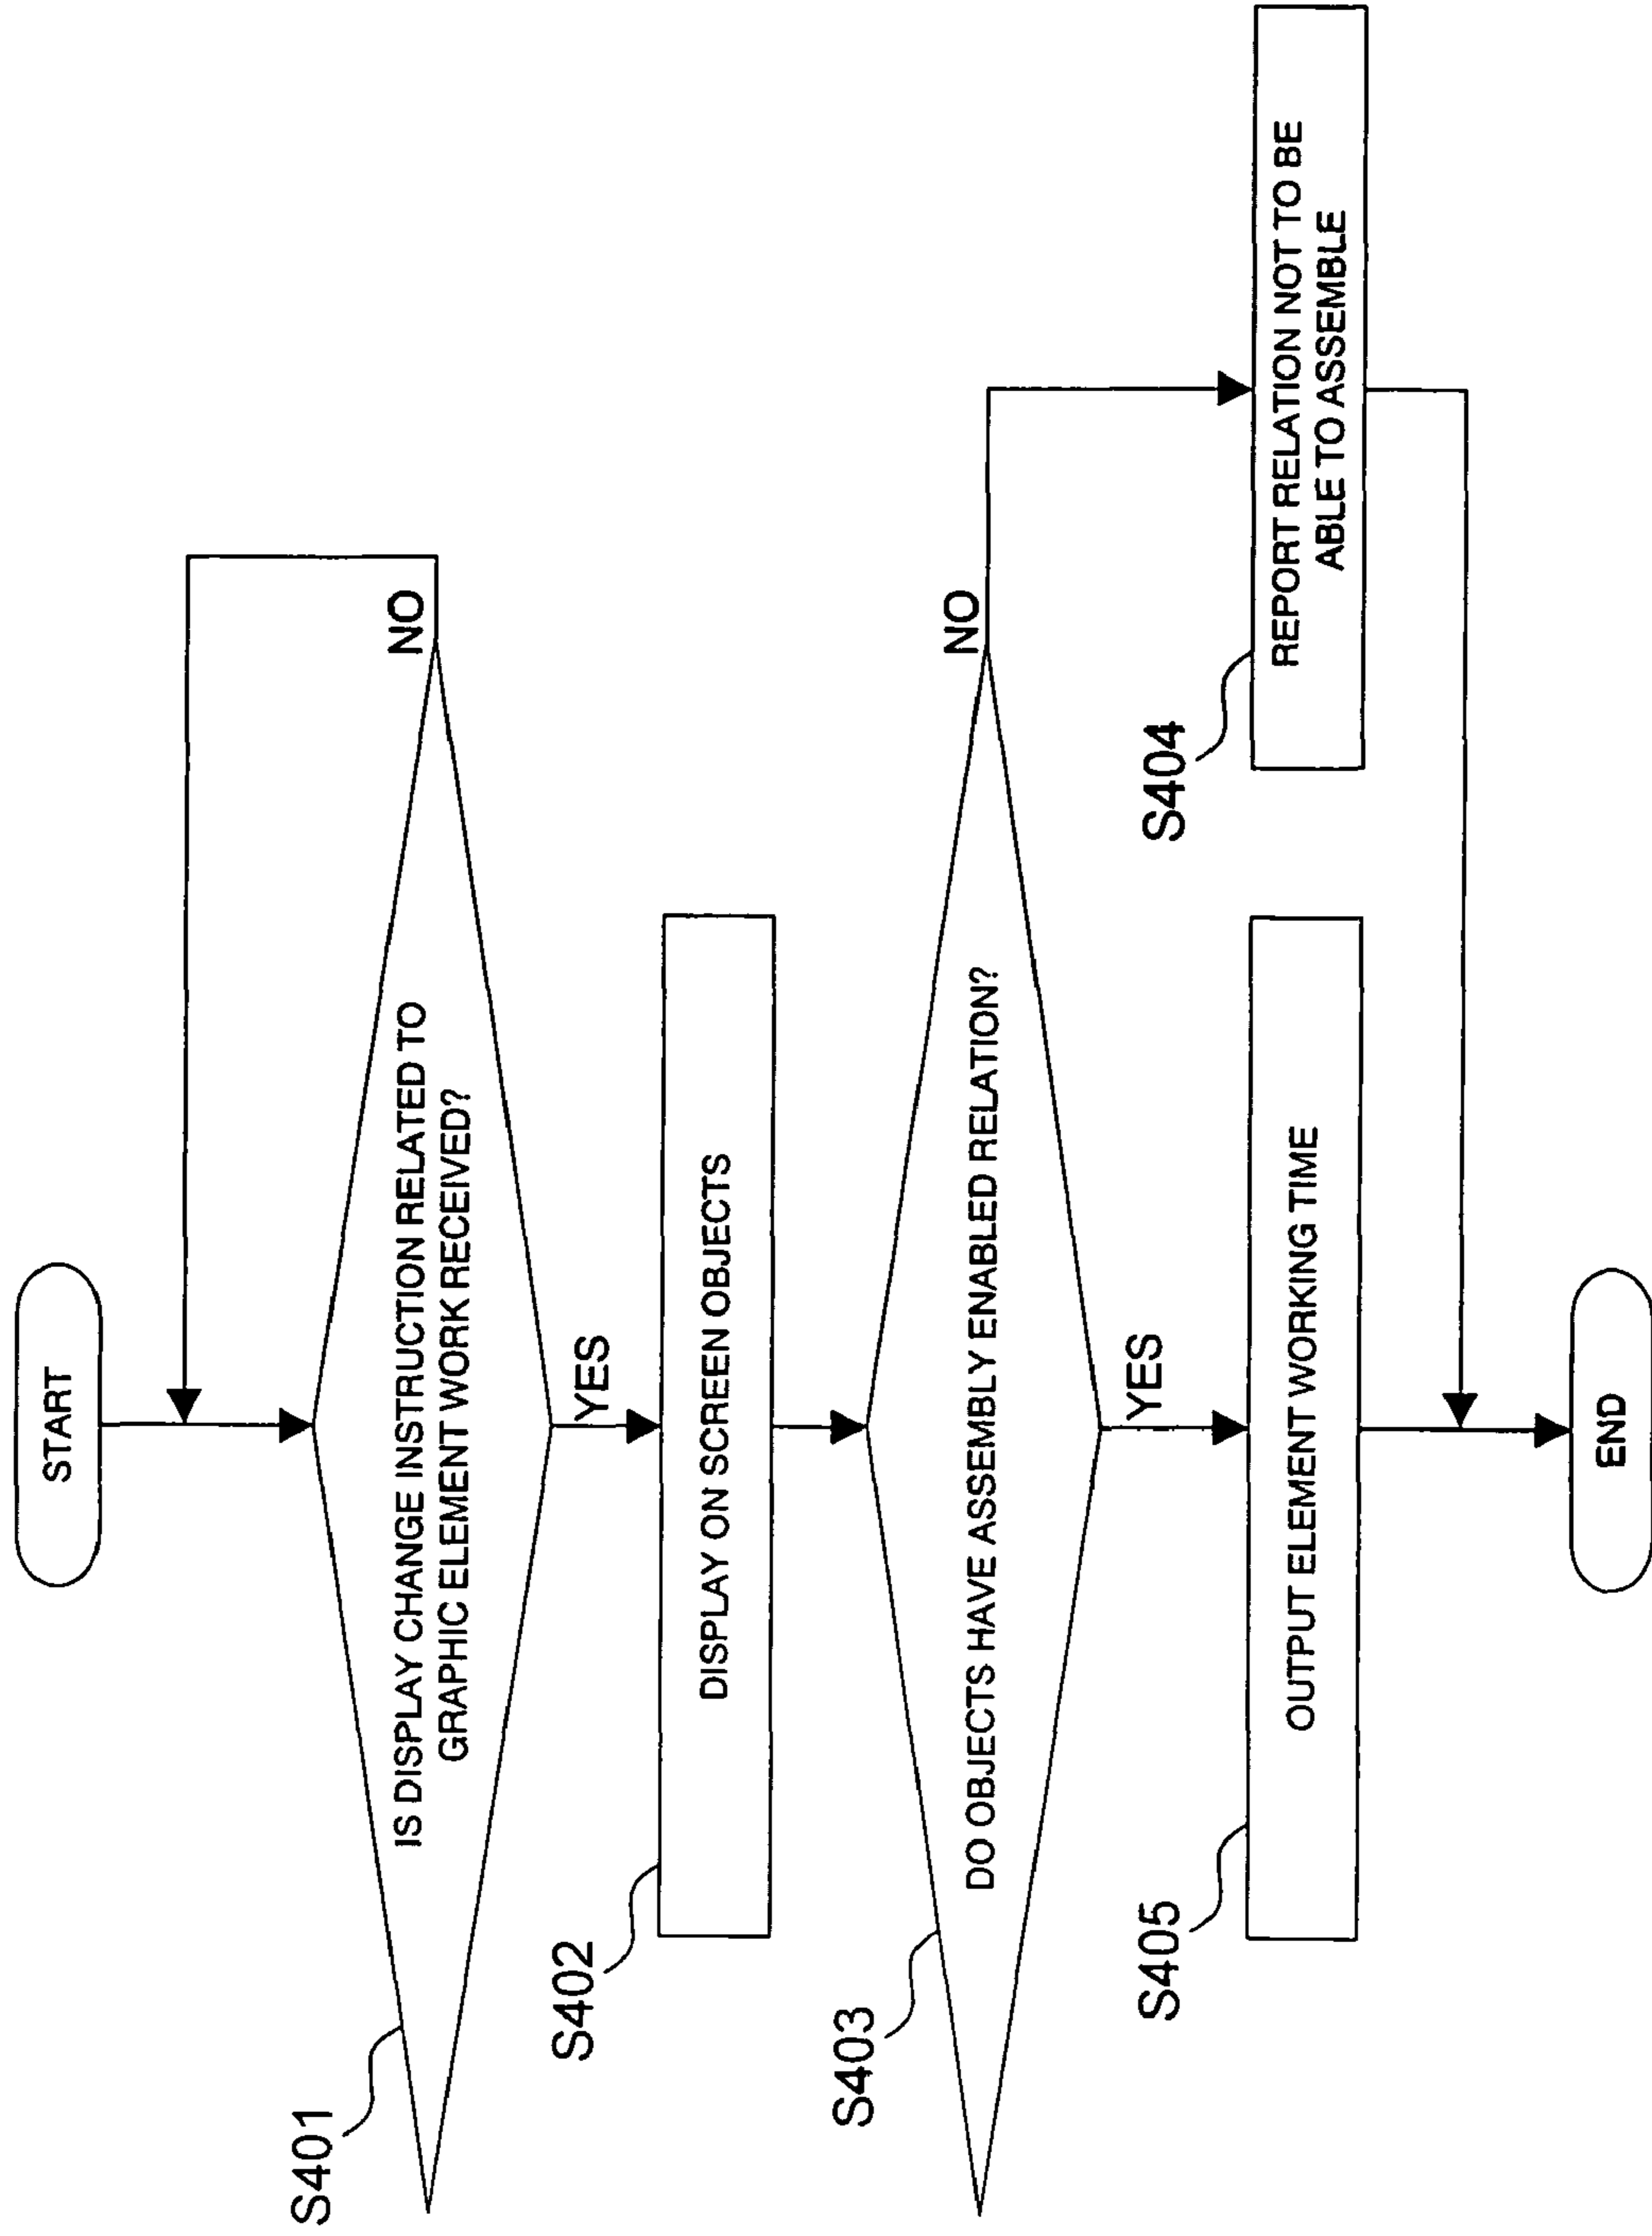 START
S401
IS DISPLAY CHANGE INSTRUCTION RELATED TO
GRAPHIC ELEMENT WORK RECEIVED?
NO
YES
S402
DISPLAY ON SCREEN OBJECTS
S403
DO OBJECTS HAVE ASSEMBLY ENABLED RELATION?
NO
YES
S404
REPORT RELATION NOT TO BE
ABLE TO ASSEMBLE
S405
OUTPUT ELEMENT WORKING TIME
END